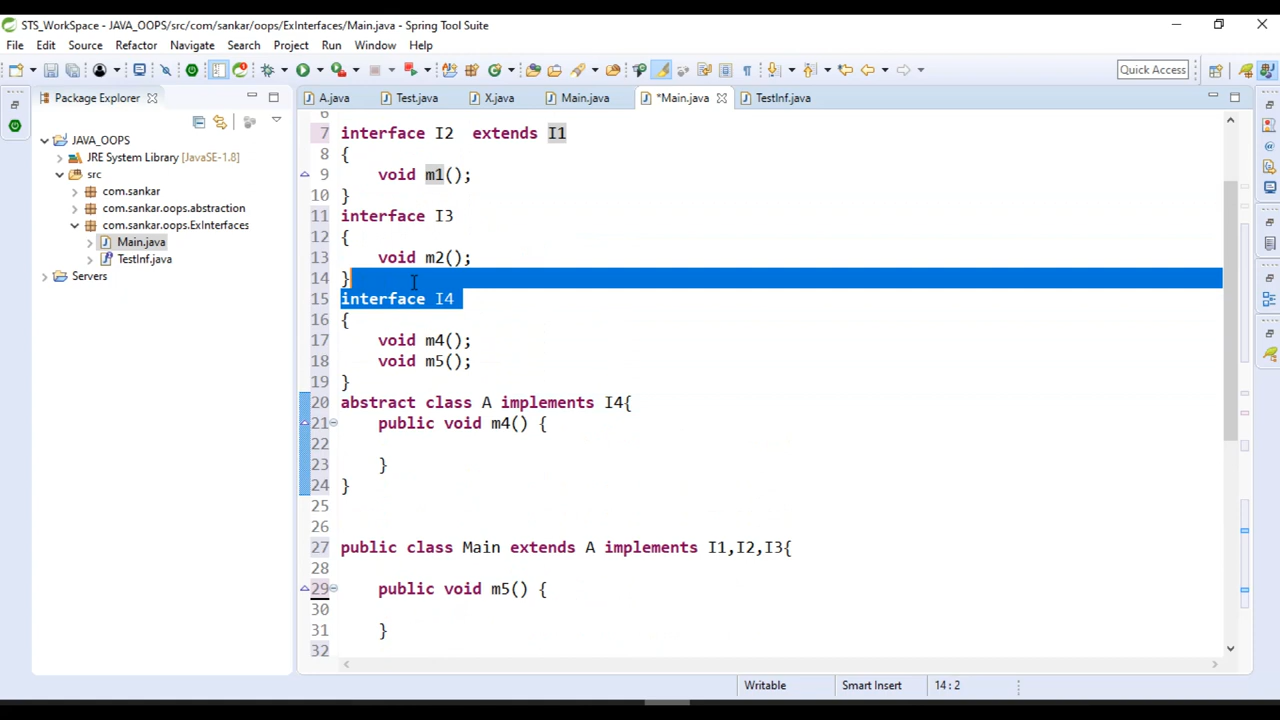 STS_WorkSpace - JAVA_OOPS/src/com/sankar/oops/ExInterfaces/Main.java - Spring Tool Suite
File Edit Source Refactor Navigate Search Project Run Window Help
Quick Access
Package Explorer
A.java Test.java X.java Main.java *Main.java TestInf.java
JAVA_OOPS
JRE System Library [JavaSE-1.8]
src
com.sankar
com.sankar.oops.abstraction
com.sankar.oops.ExInterfaces
Main.java
TestInf.java
Servers
6
7 interface I2  extends I1
8 {
9 void m1();
10 }
11 interface I3
12 {
13 void m2();
14 }
15 interface I4
16 {
17 void m4();
18 void m5();
19 }
20 abstract class A implements I4{
21 public void m4() {
22
23 }
24 }
25
26
27 public class Main extends A implements I1,I2,I3{
28
29 public void m5() {
30
31 }
32
Writable Smart Insert 14 : 2